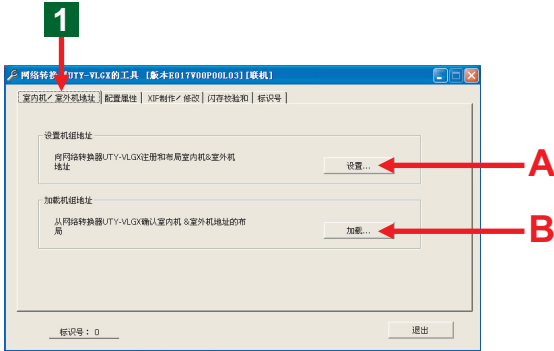 1
网络转换器UTY-VLGX的工具 [版本E017V00P00L03][联机]
室内机／室外机地址 配置属性 XIF制作／修改 闪存校验和 标识号
设置机组地址
向网络转换器UTY-VLGX注册和布局室内机&室外机
地址
设置...
A
加载机组地址
从网络转换器UTY-VLGX确认室内机 &室外机地址的布
局
加载...
B
标识号： 0
退出